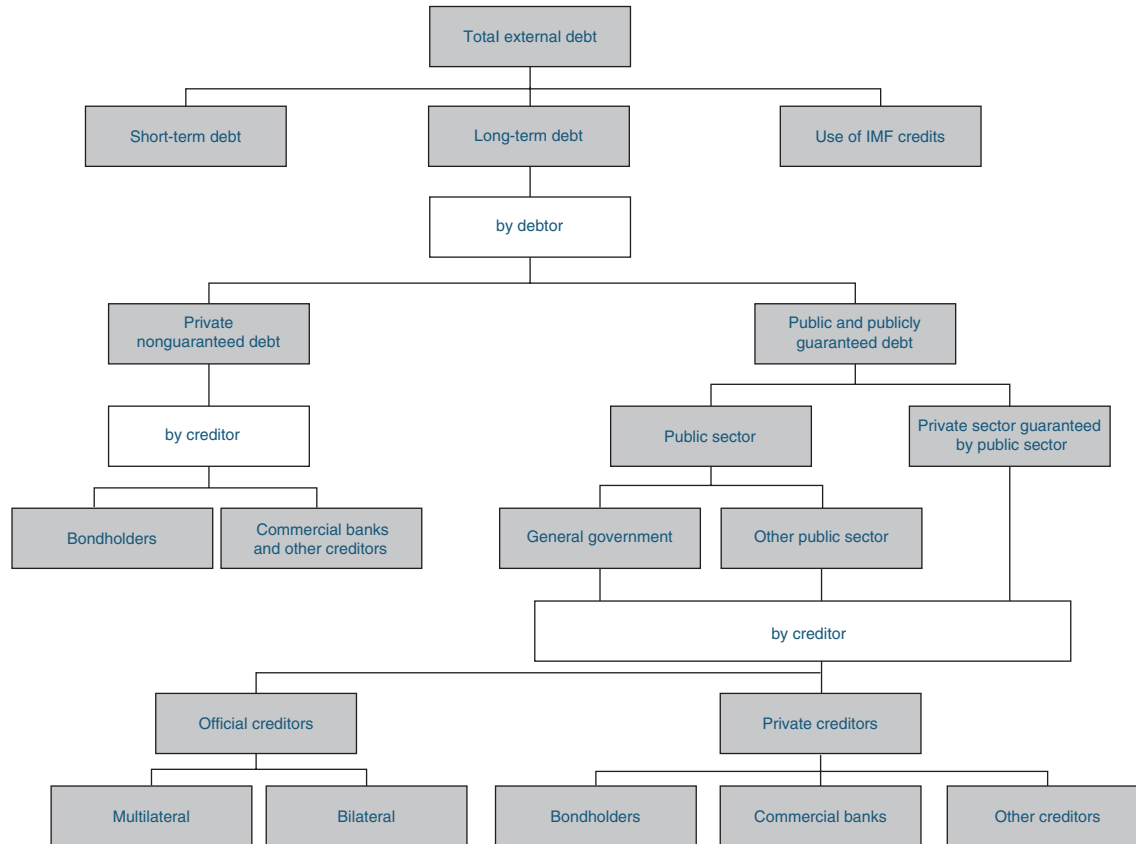 Total external debt
Short-term debt
Long-term debt
Use of IMF credits
by debtor
Private
nonguaranteed debt
Public and publicly
guaranteed debt
by creditor
Public sector
Private sector guaranteed
by public sector
Bondholders
Commercial banks
and other creditors
General government
Other public sector
by creditor
Official creditors
Private creditors
Multilateral
Bilateral
Bondholders
Commercial banks
Other creditors